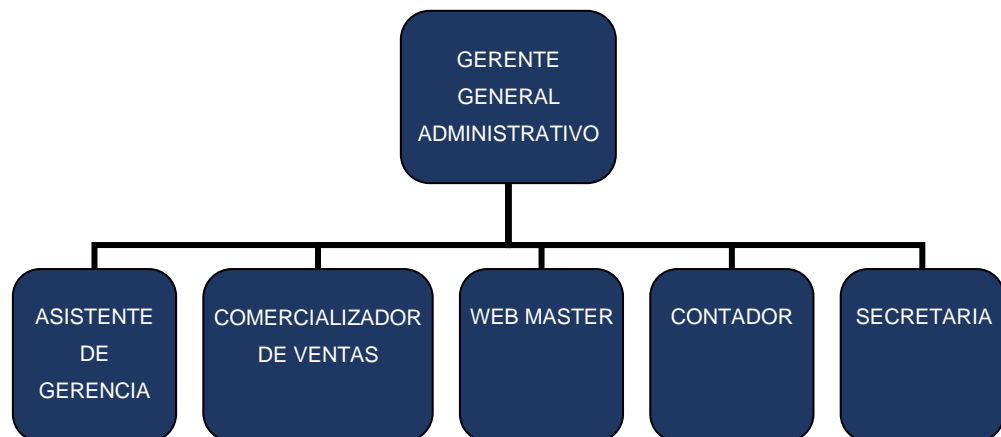 GERENTE
GENERAL
ADMINISTRATIVO
ASISTENTE
DE
GERENCIA
COMERCIALIZADOR
DE VENTAS
WEB MASTER
CONTADOR
SECRETARIA